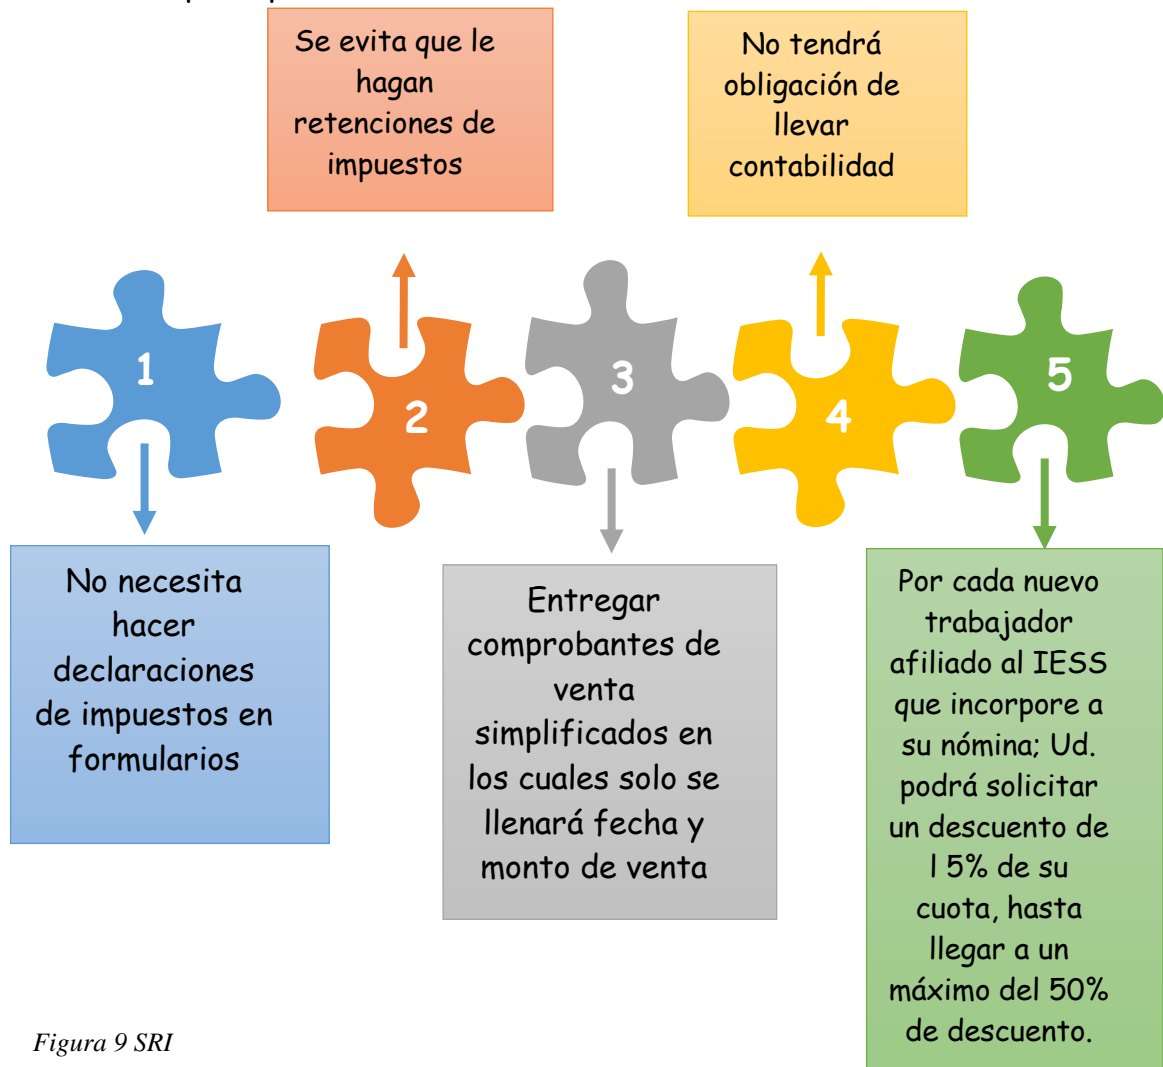 Se evita que le
hagan
retenciones de
impuestos
No tendrá
obligación de
llevar
contabilidad
1
2
3
4
5
No necesita
hacer
declaraciones
de impuestos en
formularios
Entregar
comprobantes de
venta
simplificados en
los cuales solo se
llenará fecha y
monto de venta
Por cada nuevo
trabajador
afiliado al IESS
que incorpore a
su nómina; Ud.
podrá solicitar
un descuento de
l 5% de su
cuota, hasta
llegar a un
máximo del 50%
de descuento.
Figura 9 SRI